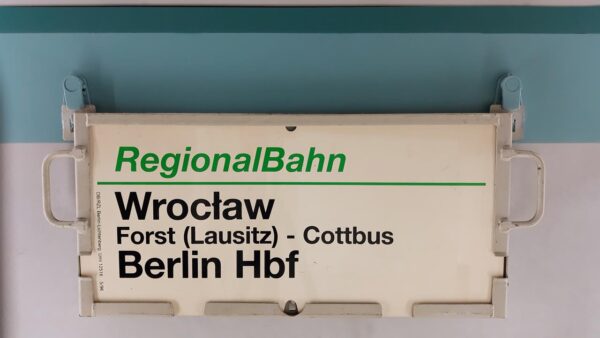 RegionalBahn
Wrocław
Forst (Lausitz) - Cottbus
Berlin Hbf